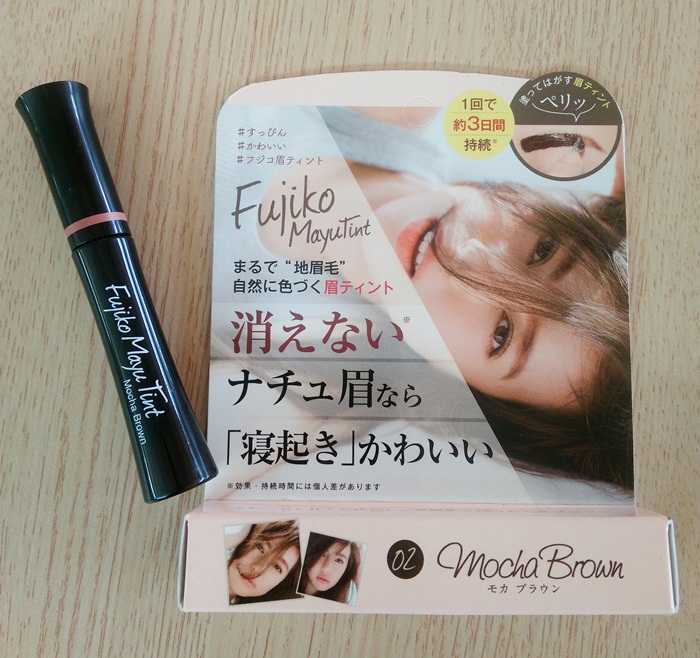 #すっぴん
#かわいい
#フジコ眉ティント
Fujiko
MayuTint
まるで“地眉毛”
自然に色づく眉ティント
消えない※
ナチュ眉なら
「寝起き」かわいい
※効果・持続時間には個人差があります
1回で
約3日間
持続※
塗ってはがす眉ティント
ペリッ
Fujiko Mayu Tint
Mocha Brown
02 Mocha Brown
モカ ブラウン